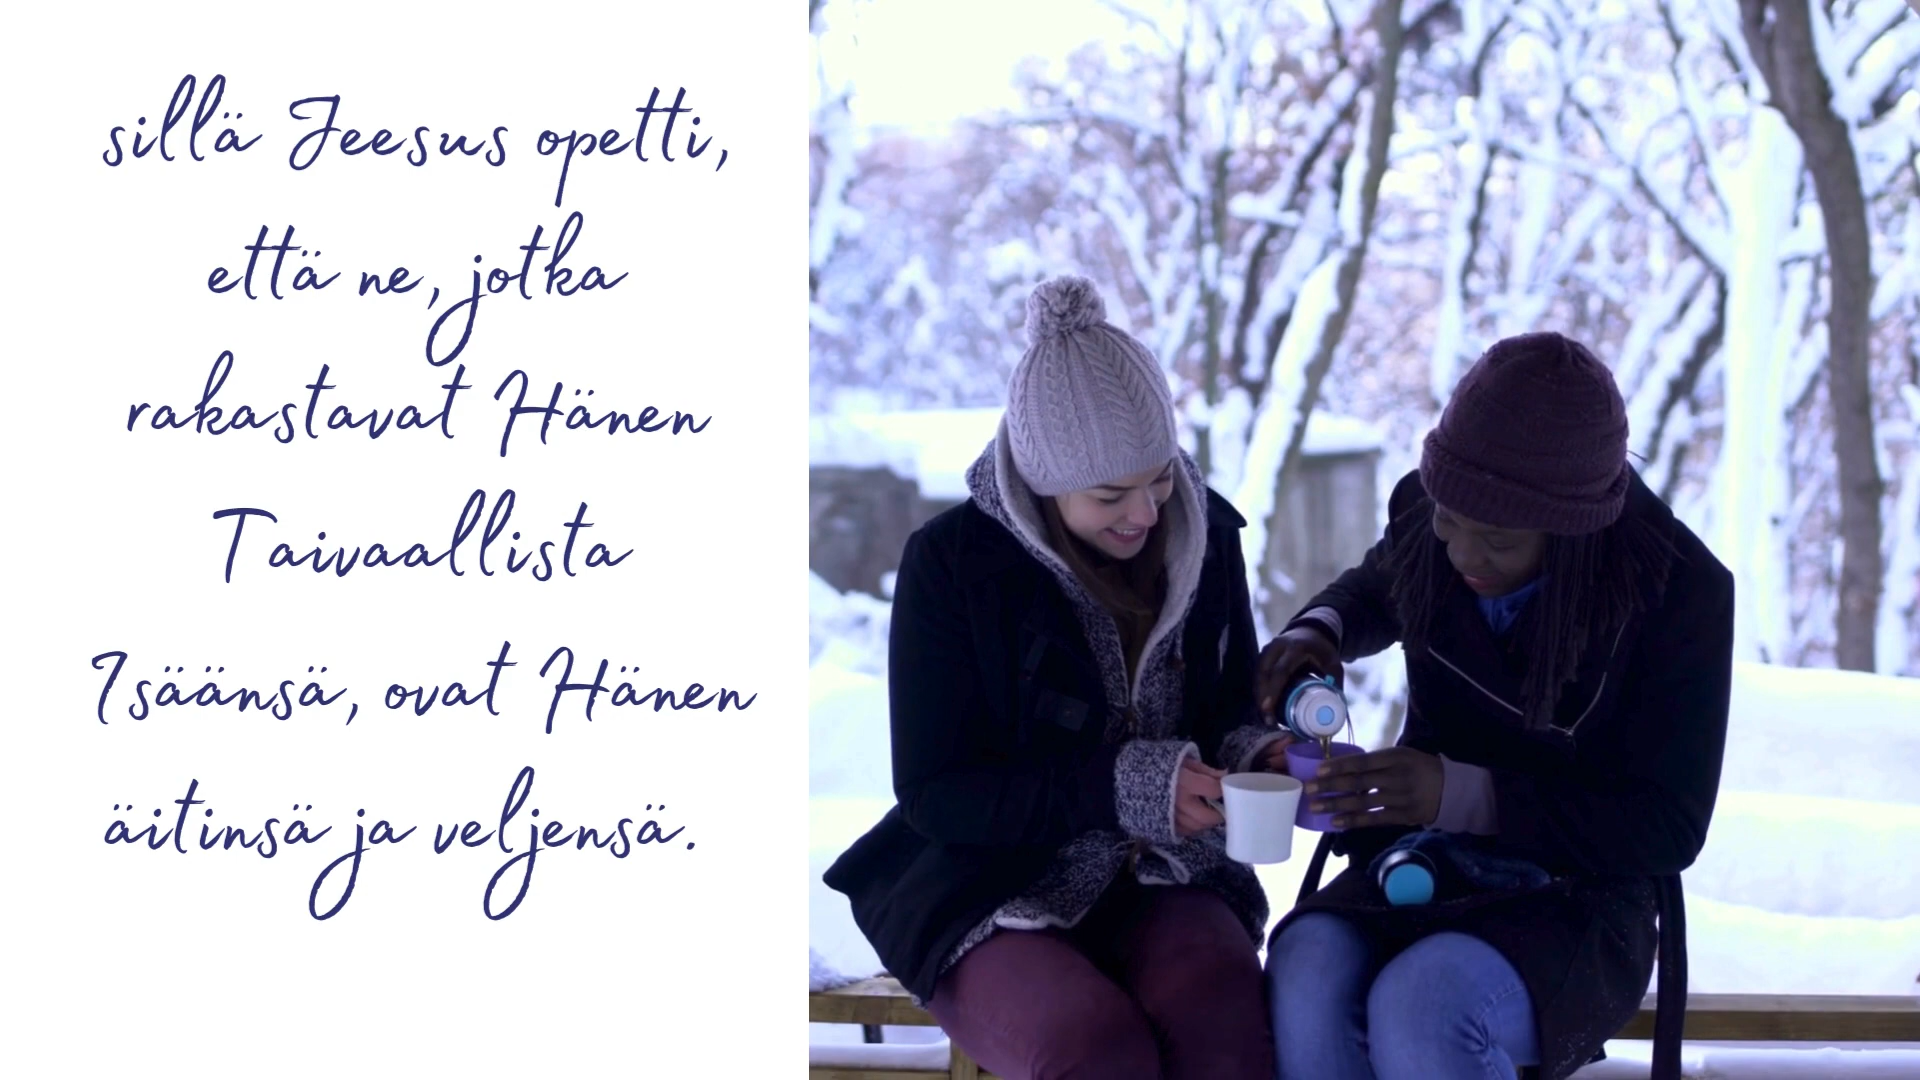 sillä Jeesus opetti,
että ne, jotka
rakastavat Hänen
Taivaallista
Isäänsä, ovat Hänen
äitinsä ja veljensä.